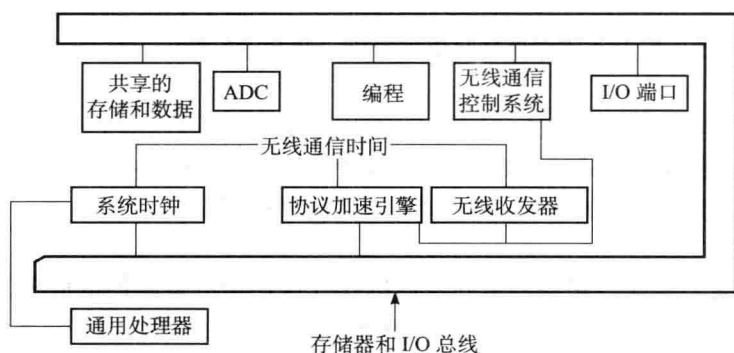 共享的
存储和数据
ADC
编程
无线通信
控制系统
I/O 端口
无线通信时间
系统时钟
协议加速引擎
无线收发器
通用处理器
存储器和 I/O 总线